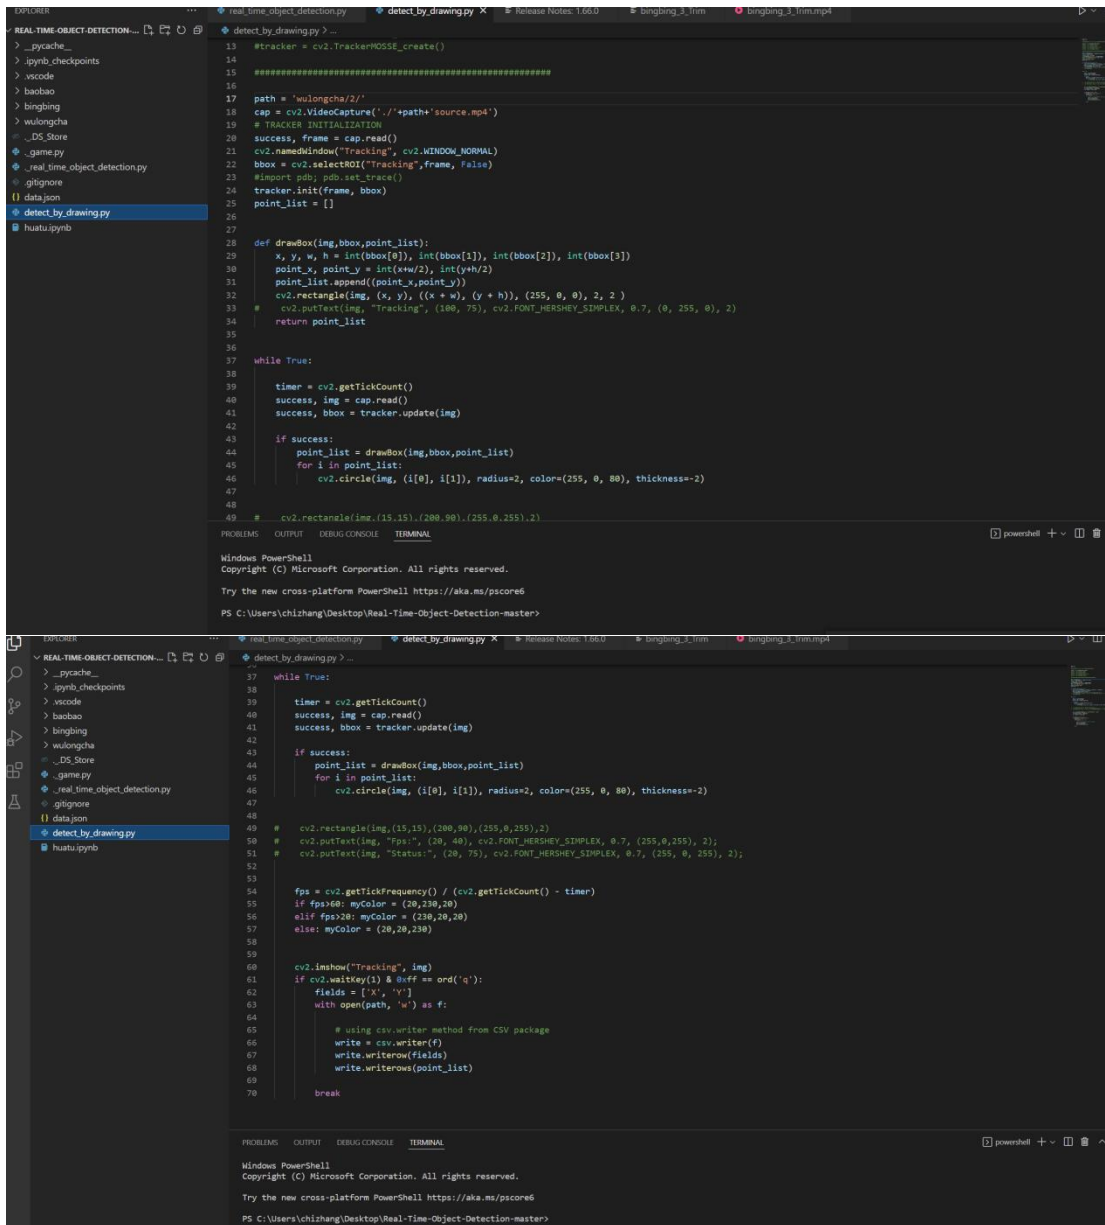 EXPLORER ··· real_time_object_detection.py detect_by_drawing.py × Release Notes: 1.66.0 bingbing_3_Trim bingbing_3_Trim.mp4
REAL-TIME-OBJECT-DETECTION-...
detect_by_drawing.py > ...
> __pycache__
> .ipynb_checkpoints
> .vscode
> baobao
> bingbing
> wulongcha
._.DS_Store
._game.py
._real_time_object_detection.py
.gitignore
{} data.json
detect_by_drawing.py
huatu.ipynb
13 #tracker = cv2.TrackerMOSSE_create()
14
15
16
17 path = 'wulongcha/2/'
18 cap = cv2.VideoCapture('./'+path+'source.mp4')
19 # TRACKER INITIALIZATION
20 success, frame = cap.read()
21 cv2.namedWindow("Tracking", cv2.WINDOW_NORMAL)
22 bbox = cv2.selectROI("Tracking",frame, False)
23 #import pdb; pdb.set_trace()
24 tracker.init(frame, bbox)
25 point_list = []
26
27
28 def drawBox(img,bbox,point_list):
29 x, y, w, h = int(bbox[0]), int(bbox[1]), int(bbox[2]), int(bbox[3])
30 point_x, point_y = int(x+w/2), int(y+h/2)
31 point_list.append((point_x,point_y))
32 cv2.rectangle(img, (x, y), ((x + w), (y + h)), (255, 0, 0), 2, 2 )
33 # cv2.putText(img, "Tracking", (100, 75), cv2.FONT_HERSHEY_SIMPLEX, 0.7, (0, 255, 0), 2)
34 return point_list
35
36
37 while True:
38
39 timer = cv2.getTickCount()
40 success, img = cap.read()
41 success, bbox = tracker.update(img)
42
43 if success:
44 point_list = drawBox(img,bbox,point_list)
45 for i in point_list:
46 cv2.circle(img, (i[0], i[1]), radius=2, color=(255, 0, 80), thickness=-2)
47
48
49 # cv2.rectangle(img,(15,15),(200,90),(255,0,255),2)
PROBLEMS OUTPUT DEBUG CONSOLE TERMINAL powershell
Windows PowerShell
Copyright (C) Microsoft Corporation. All rights reserved.
Try the new cross-platform PowerShell https://aka.ms/pscore6
PS C:\Users\chizhang\Desktop\Real-Time-Object-Detection-master>
EXPLORER ··· real_time_object_detection.py detect_by_drawing.py × Release Notes: 1.66.0 bingbing_3_Trim bingbing_3_Trim.mp4
REAL-TIME-OBJECT-DETECTION-...
detect_by_drawing.py > ...
> __pycache__
> .ipynb_checkpoints
> .vscode
> baobao
> bingbing
> wulongcha
._.DS_Store
._game.py
._real_time_object_detection.py
.gitignore
{} data.json
detect_by_drawing.py
huatu.ipynb
37 while True:
38
39 timer = cv2.getTickCount()
40 success, img = cap.read()
41 success, bbox = tracker.update(img)
42
43 if success:
44 point_list = drawBox(img,bbox,point_list)
45 for i in point_list:
46 cv2.circle(img, (i[0], i[1]), radius=2, color=(255, 0, 80), thickness=-2)
47
48
49 # cv2.rectangle(img,(15,15),(200,90),(255,0,255),2)
50 # cv2.putText(img, "Fps:", (20, 40), cv2.FONT_HERSHEY_SIMPLEX, 0.7, (255,0,255), 2);
51 # cv2.putText(img, "Status:", (20, 75), cv2.FONT_HERSHEY_SIMPLEX, 0.7, (255, 0, 255), 2);
52
53
54 fps = cv2.getTickFrequency() / (cv2.getTickCount() - timer)
55 if fps>60: myColor = (20,230,20)
56 elif fps>20: myColor = (230,20,20)
57 else: myColor = (20,20,230)
58
59
60 cv2.imshow("Tracking", img)
61 if cv2.waitKey(1) & 0xff == ord('q'):
62 fields = ['X', 'Y']
63 with open(path, 'w') as f:
64
65 # using csv.writer method from CSV package
66 write = csv.writer(f)
67 write.writerow(fields)
68 write.writerows(point_list)
69
70 break
PROBLEMS OUTPUT DEBUG CONSOLE TERMINAL powershell
Windows PowerShell
Copyright (C) Microsoft Corporation. All rights reserved.
Try the new cross-platform PowerShell https://aka.ms/pscore6
PS C:\Users\chizhang\Desktop\Real-Time-Object-Detection-master>